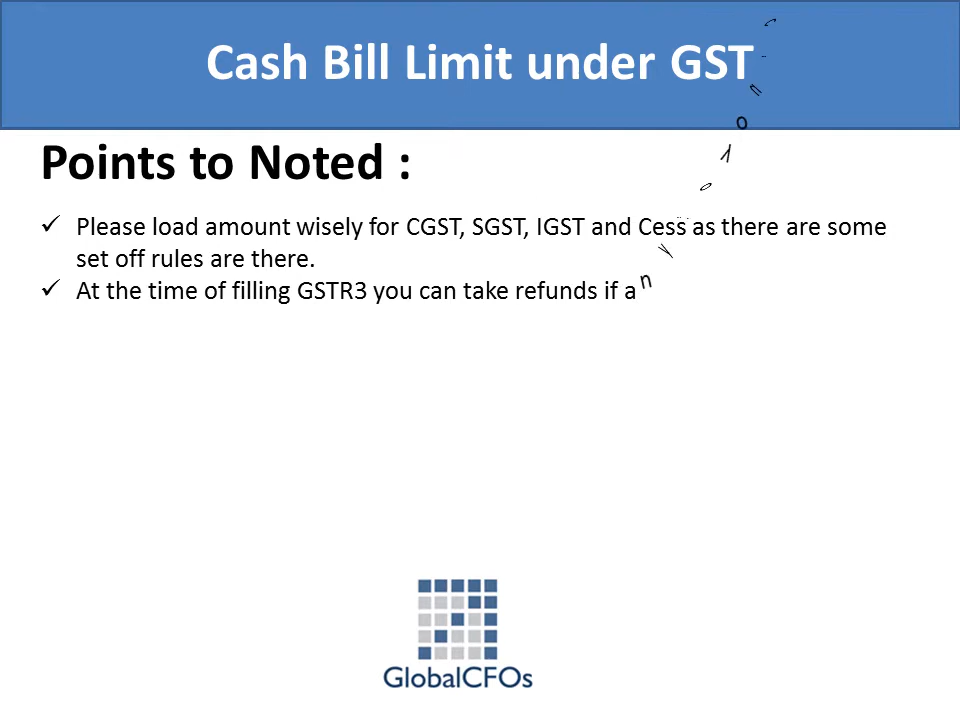 Cash Bill Limit under GST
Points to Noted :
✓ Please load amount wisely for CGST, SGST, IGST and Cess as there are some
set off rules are there.
✓ At the time of filling GSTR3 you can take refunds if an
GlobalCFOs